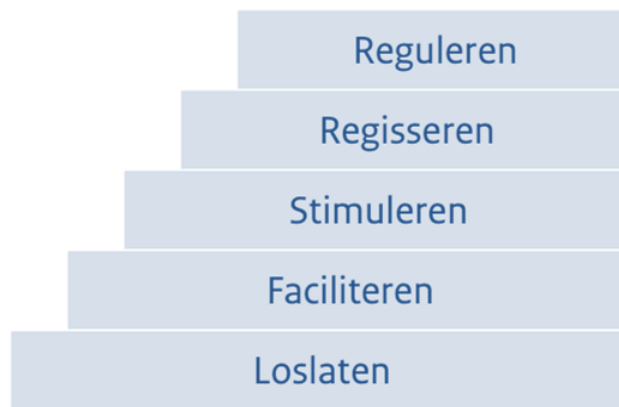 Reguleren
Regisseren
Stimuleren
Faciliteren
Loslaten